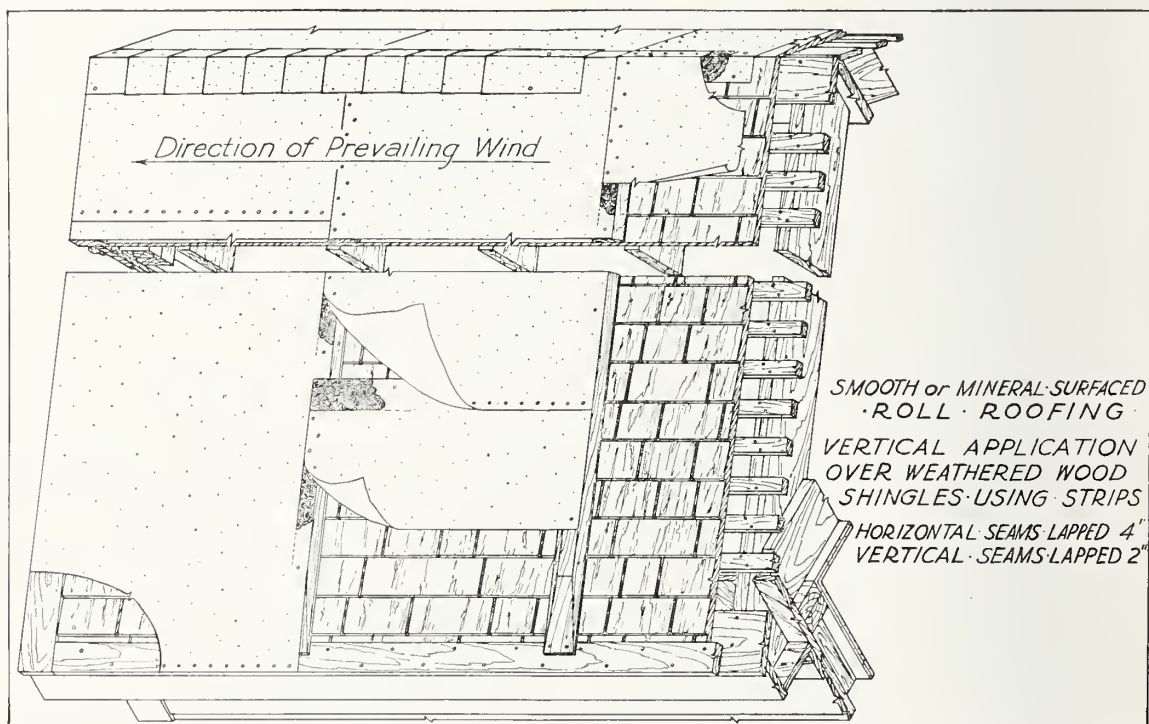 Direction of Prevailing Wind
SMOOTH or MINERAL·SURFACED
·ROLL·ROOFING
VERTICAL APPLICATION
OVER WEATHERED WOOD
SHINGLES·USING STRIPS
HORIZONTAL·SEAMS·LAPPED 4"
VERTICAL·SEAMS·LAPPED 2"